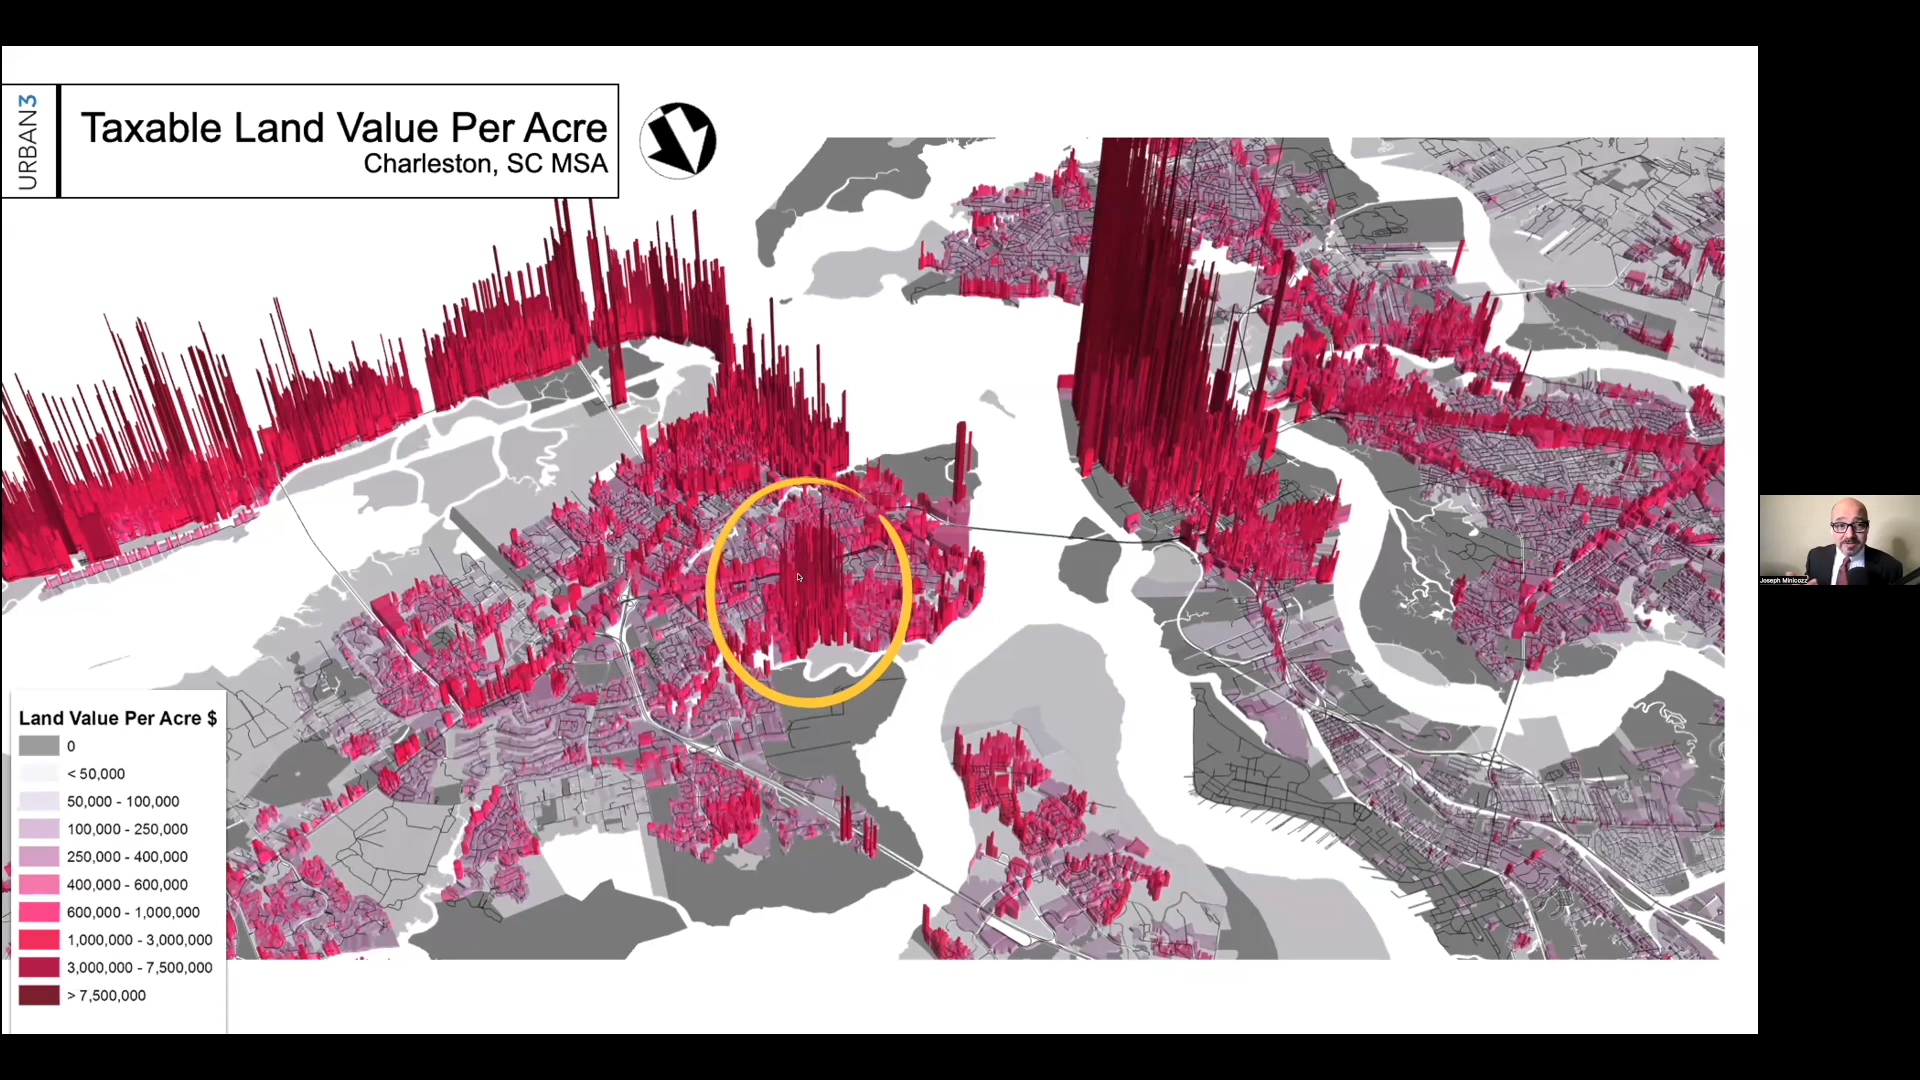 URBAN3
Taxable Land Value Per Acre
Charleston, SC MSA
Land Value Per Acre $
0
< 50,000
50,000 - 100,000
100,000 - 250,000
250,000 - 400,000
400,000 - 600,000
600,000 - 1,000,000
1,000,000 - 3,000,000
3,000,000 - 7,500,000
> 7,500,000
Joseph Minicozzi